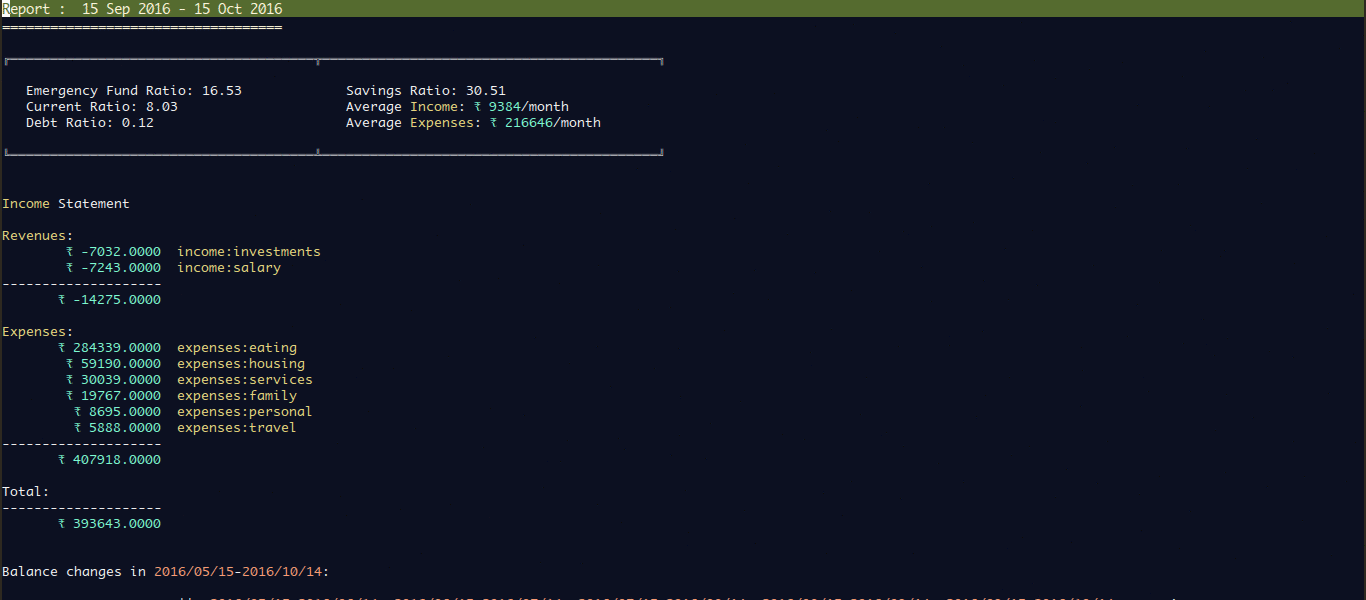 Report :  15 Sep 2016 - 15 Oct 2016
===================================
Emergency Fund Ratio: 16.53             Savings Ratio: 30.51
Current Ratio: 8.03                     Average Income: ₹ 9384/month
Debt Ratio: 0.12                        Average Expenses: ₹ 216646/month
Income Statement
Revenues:
₹ -7032.0000  income:investments
₹ -7243.0000  income:salary
--------------------
₹ -14275.0000
Expenses:
₹ 284339.0000  expenses:eating
₹ 59190.0000  expenses:housing
₹ 30039.0000  expenses:services
₹ 19767.0000  expenses:family
₹ 8695.0000  expenses:personal
₹ 5888.0000  expenses:travel
--------------------
₹ 407918.0000
Total:
--------------------
₹ 393643.0000
Balance changes in 2016/05/15-2016/10/14: